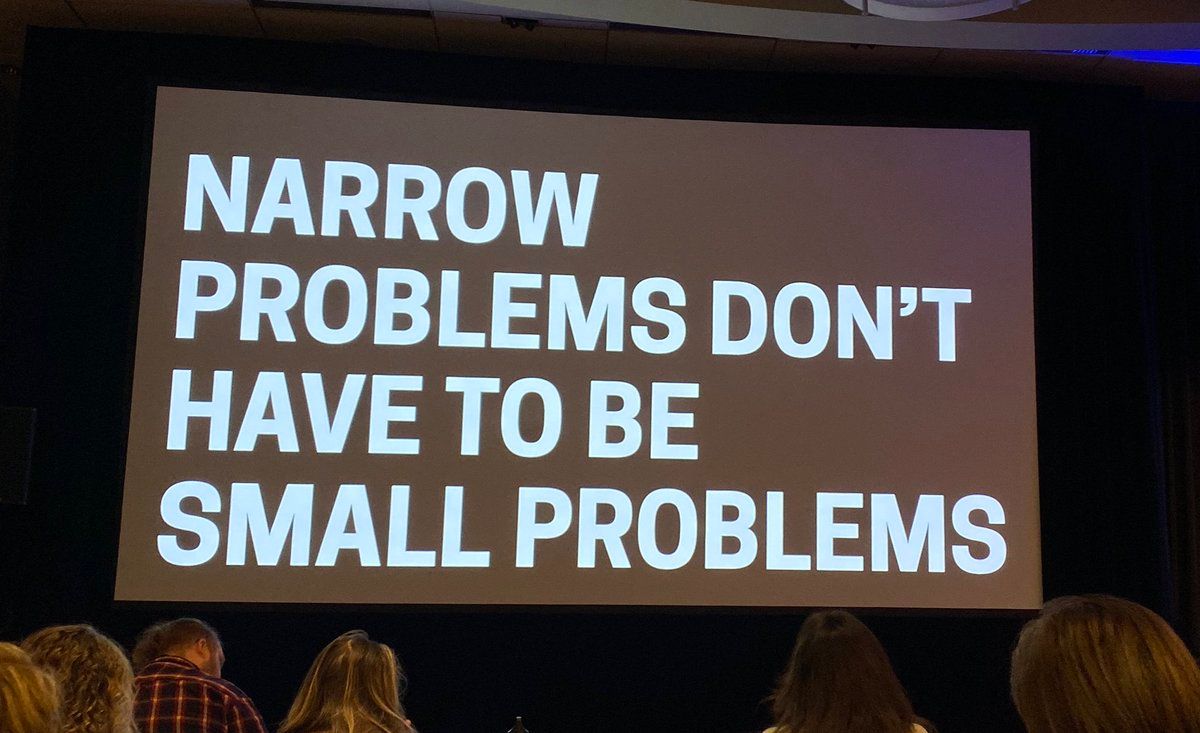 NARROW
PROBLEMS DON’T
HAVE TO BE
SMALL PROBLEMS